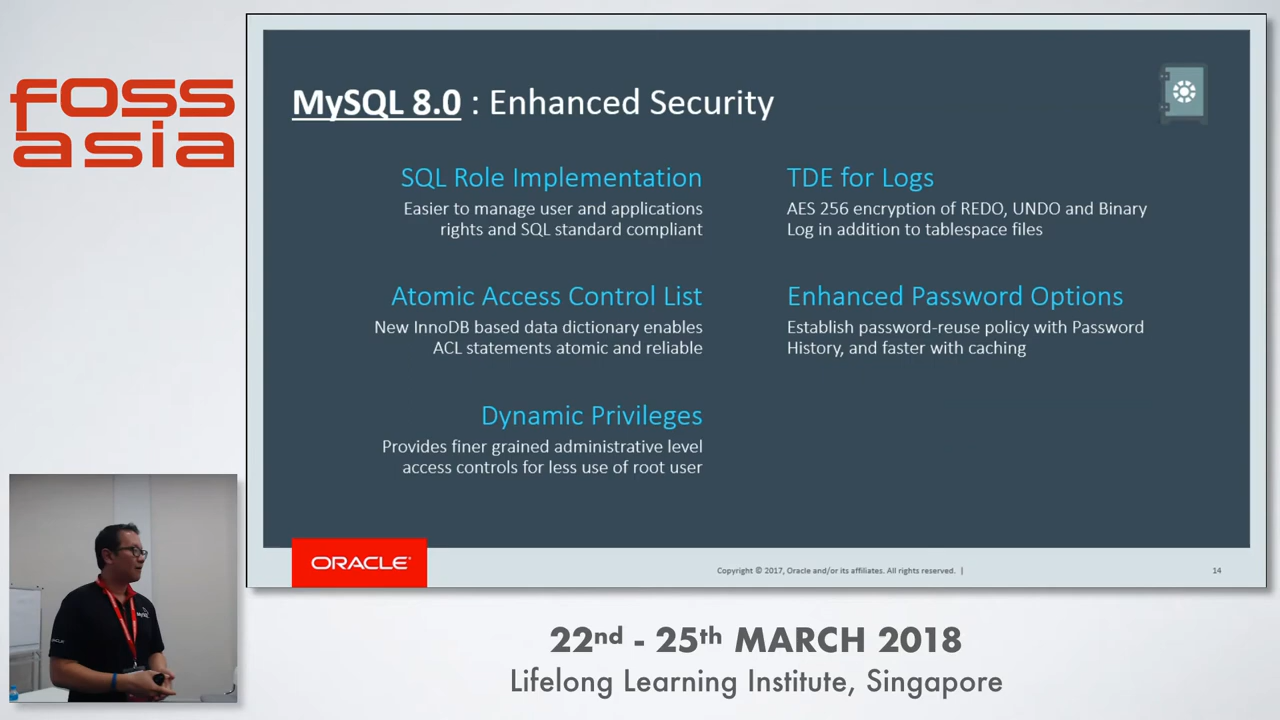 foss
asia
MySQL 8.0 : Enhanced Security
SQL Role Implementation
Easier to manage user and applications
rights and SQL standard compliant
Atomic Access Control List
New InnoDB based data dictionary enables
ACL statements atomic and reliable
Dynamic Privileges
Provides finer grained administrative level
access controls for less use of root user
TDE for Logs
AES 256 encryption of REDO, UNDO and Binary
Log in addition to tablespace files
Enhanced Password Options
Establish password-reuse policy with Password
History, and faster with caching
ORACLE®
Copyright © 2017, Oracle and/or its affiliates. All rights reserved. |
14
MySQL
22nd - 25th MARCH 2018
Lifelong Learning Institute, Singapore